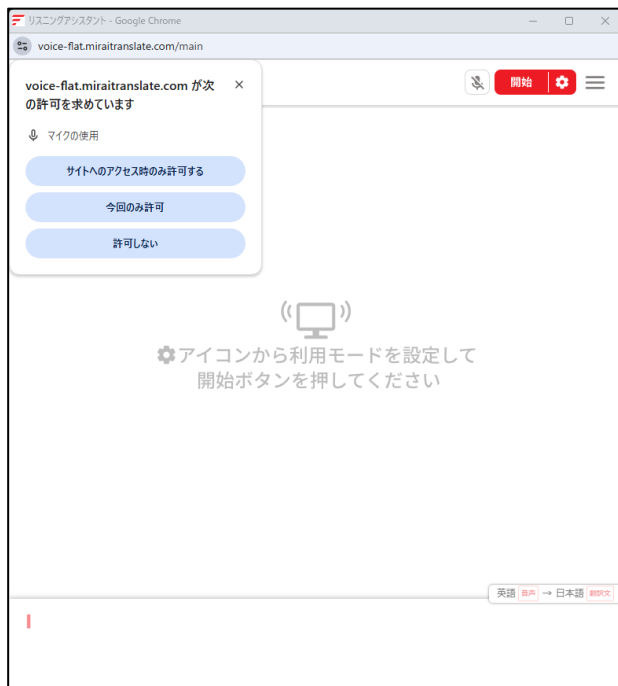 リスニングアシスタント - Google Chrome
voice-flat.miraitranslate.com/main
voice-flat.miraitranslate.com が次
の許可を求めています
マイクの使用
サイトへのアクセス時のみ許可する
今回のみ許可
許可しない
開始
アイコンから利用モードを設定して
開始ボタンを押してください
英語 音声 → 日本語 翻訳文